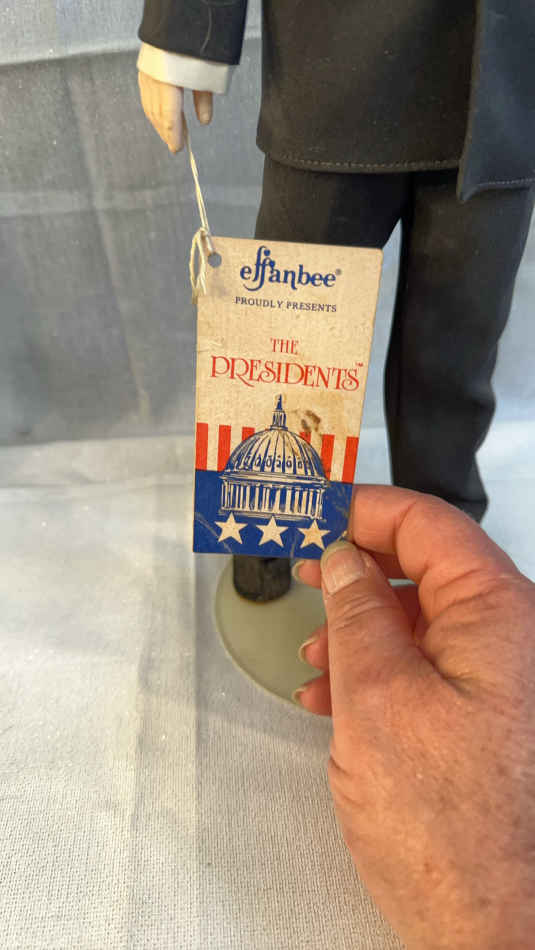 effanbee®
PROUDLY PRESENTS
THE
PRESIDENTS™